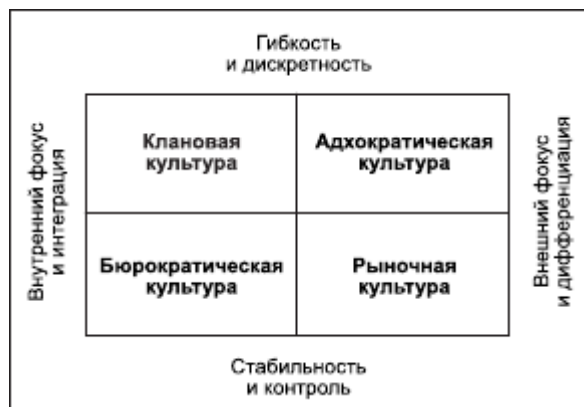 Гибкость
и дискретность
Внутренний фокус
и интеграция
Клановая
культура
Адхократическая
культура
Внешний фокус
и дифференциация
Бюрократическая
культура
Рыночная
культура
Стабильность
и контроль